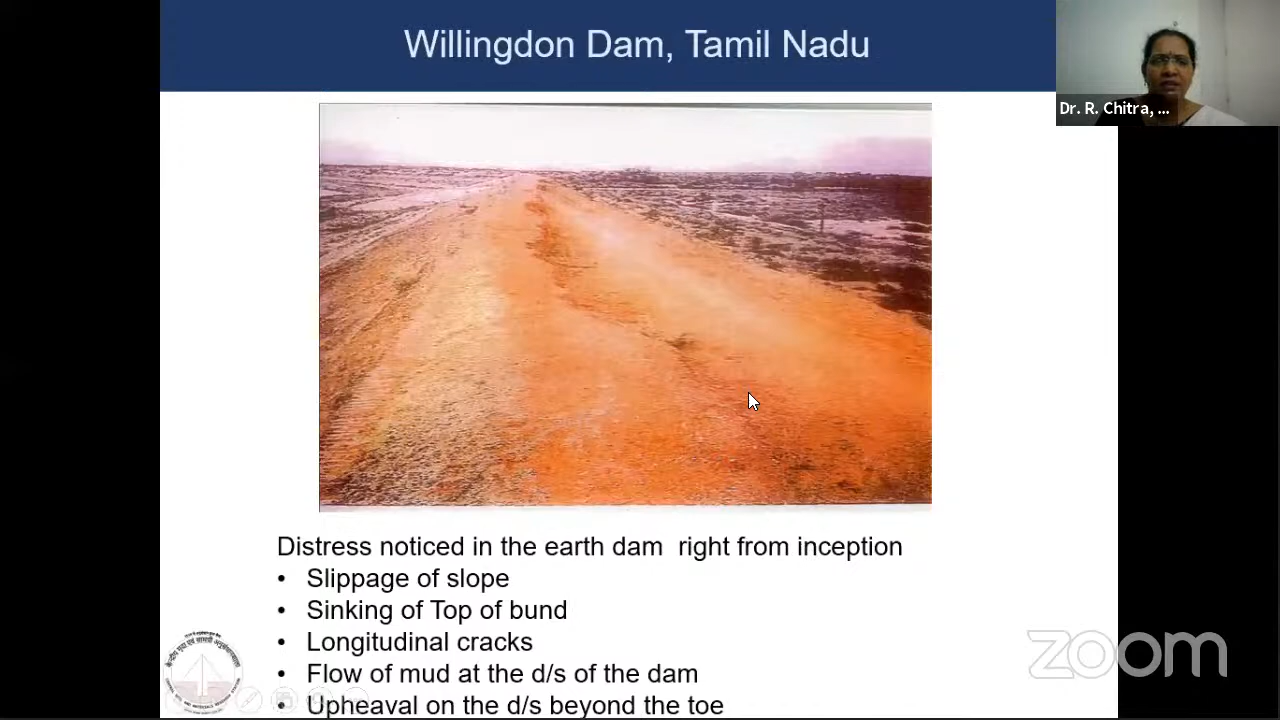 Willingdon Dam, Tamil Nadu
Dr. R. Chitra, ...
Distress noticed in the earth dam right from inception
• Slippage of slope
• Sinking of Top of bund
• Longitudinal cracks
• Flow of mud at the d/s of the dam
• Upheaval on the d/s beyond the toe
zoom